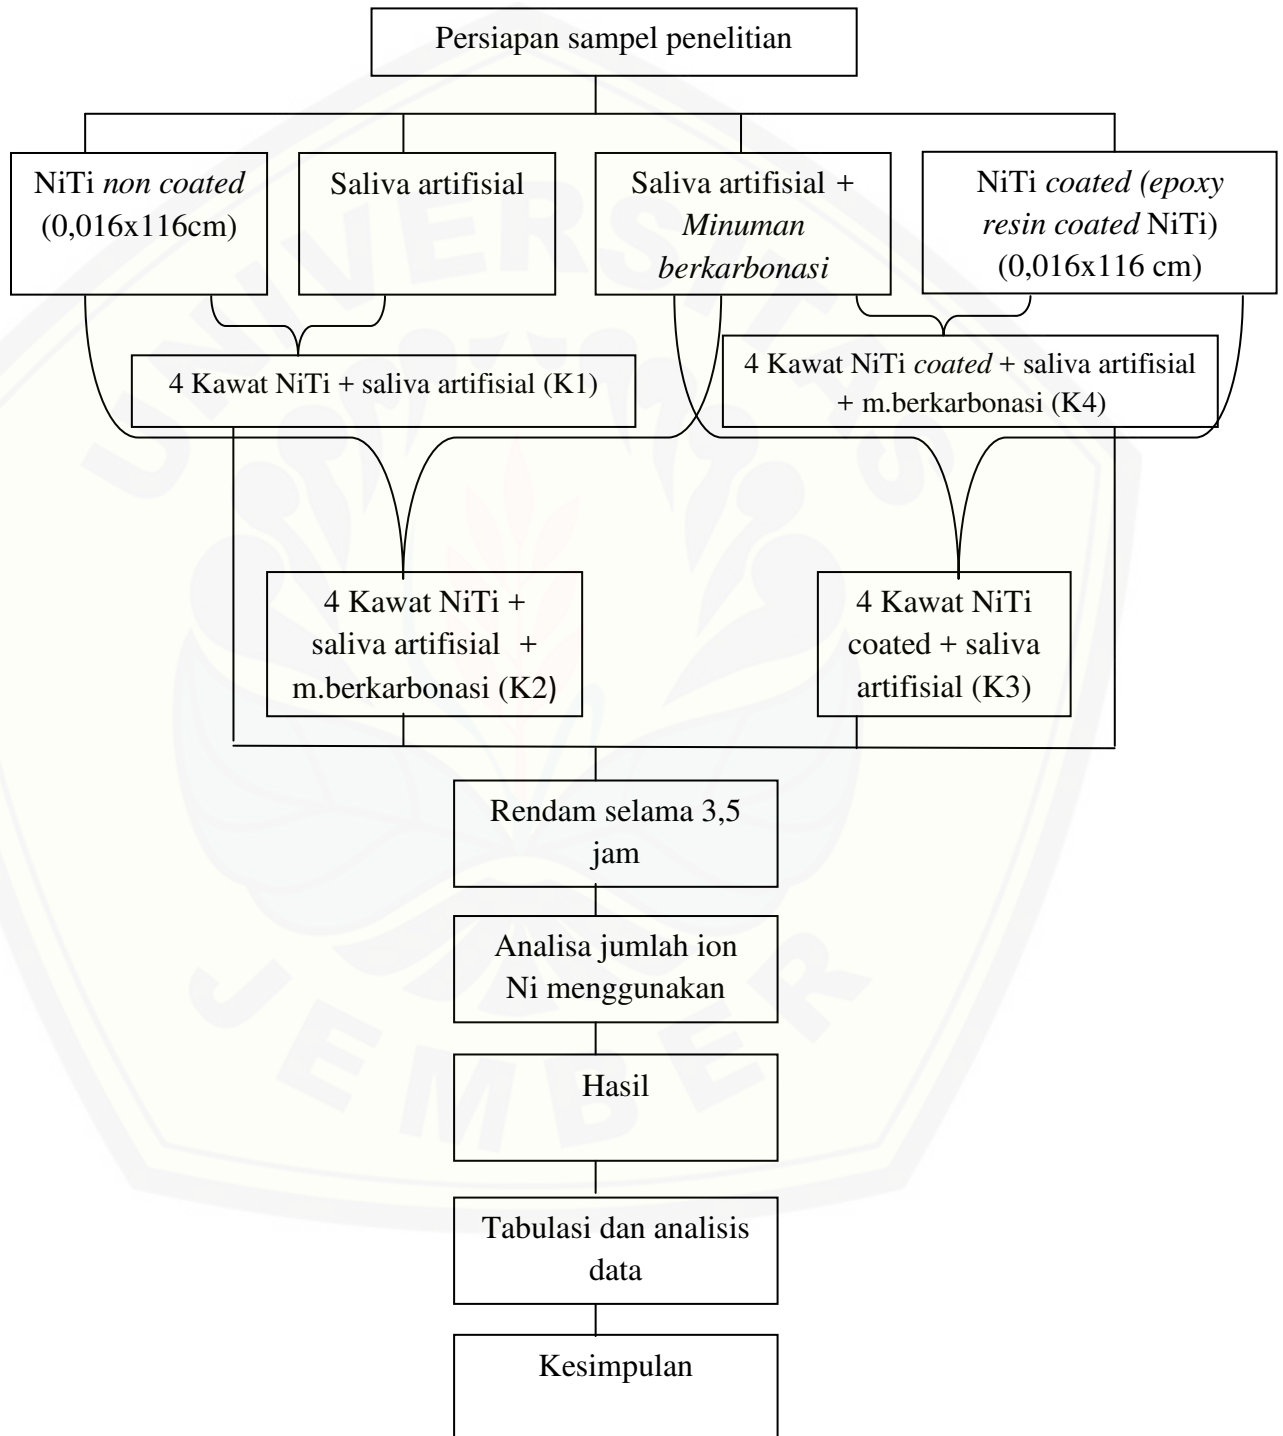 Persiapan sampel penelitian
NiTi non coated
(0,016x116cm)
Saliva artifisial
Saliva artifisial +
Minuman
berkarbonasi
NiTi coated (epoxy
resin coated NiTi)
(0,016x116 cm)
4 Kawat NiTi + saliva artifisial (K1)
4 Kawat NiTi coated + saliva artifisial
+ m.berkarbonasi (K4)
4 Kawat NiTi +
saliva artifisial +
m.berkarbonasi (K2)
4 Kawat NiTi
coated + saliva
artifisial (K3)
Rendam selama 3,5
jam
Analisa jumlah ion
Ni menggunakan
Hasil
Tabulasi dan analisis
data
Kesimpulan
UNIVERSITAS
JEMBER